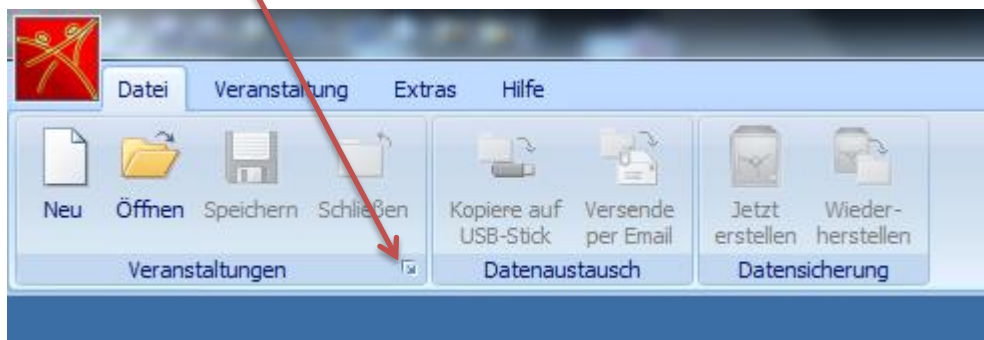 Datei Veranstaltung Extras Hilfe
Neu Öffnen Speichern Schließen
Kopiere auf USB-Stick
Versende per Email
Jetzt erstellen
Wieder-
herstellen
Veranstaltungen Datenaustausch Datensicherung